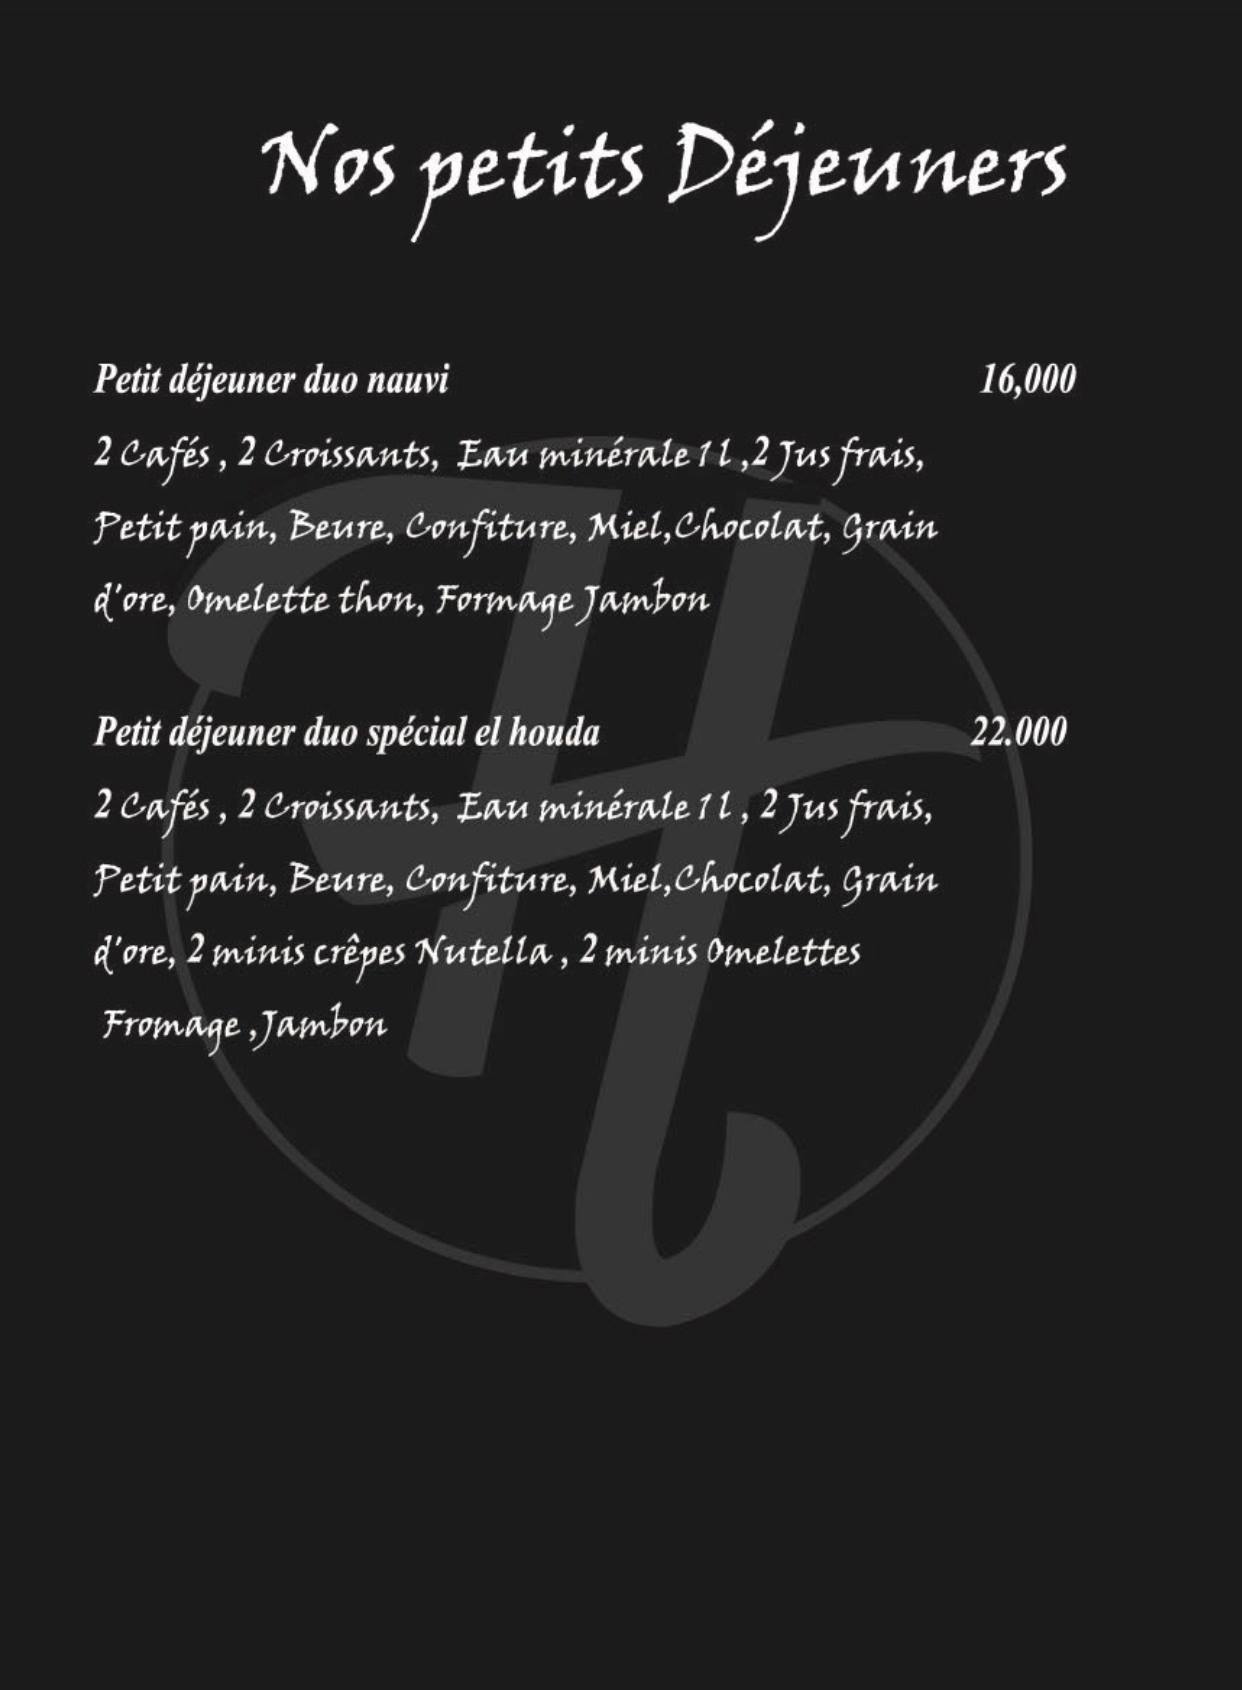 Nos petits Déjeuners
Petit déjeuner duo nauvi 16,000
2 Cafés , 2 Croissants, Eau minérale 1 l ,2 Jus frais,
Petit pain, Beure, Confiture, Miel,Chocolat, Grain
d'ore, Omelette thon, Formage Jambon
Petit déjeuner duo spécial el houda 22.000
2 Cafés , 2 Croissants, Eau minérale 1 l , 2 Jus frais,
Petit pain, Beure, Confiture, Miel,Chocolat, Grain
d'ore, 2 minis crêpes Nutella , 2 minis Omelettes
Fromage ,Jambon